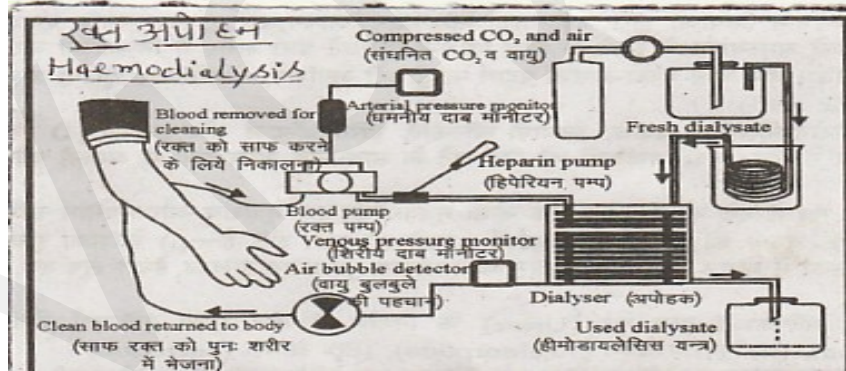 रक्त अपोहन
Haemodialysis
Compressed CO₂ and air
(संघनित CO₂ व वायु)
Blood removed for
cleaning
(रक्त को साफ करने
के लिये निकालना)
Arterial pressure monitor
(धमनीय दाब मॉनीटर)
Fresh dialysate
Heparin pump
(हिपेरियन पम्प)
Blood pump
(रक्त पम्प)
Venous pressure monitor
(शिरीय दाब मॉनीटर)
Air bubble detector
(वायु बुलबुले
की पहचान)
Dialyser (अपोहक)
Clean blood returned to body
(साफ रक्त को पुनः शरीर
में भेजना)
Used dialysate
(हीमोडायलेसिस यन्त्र)